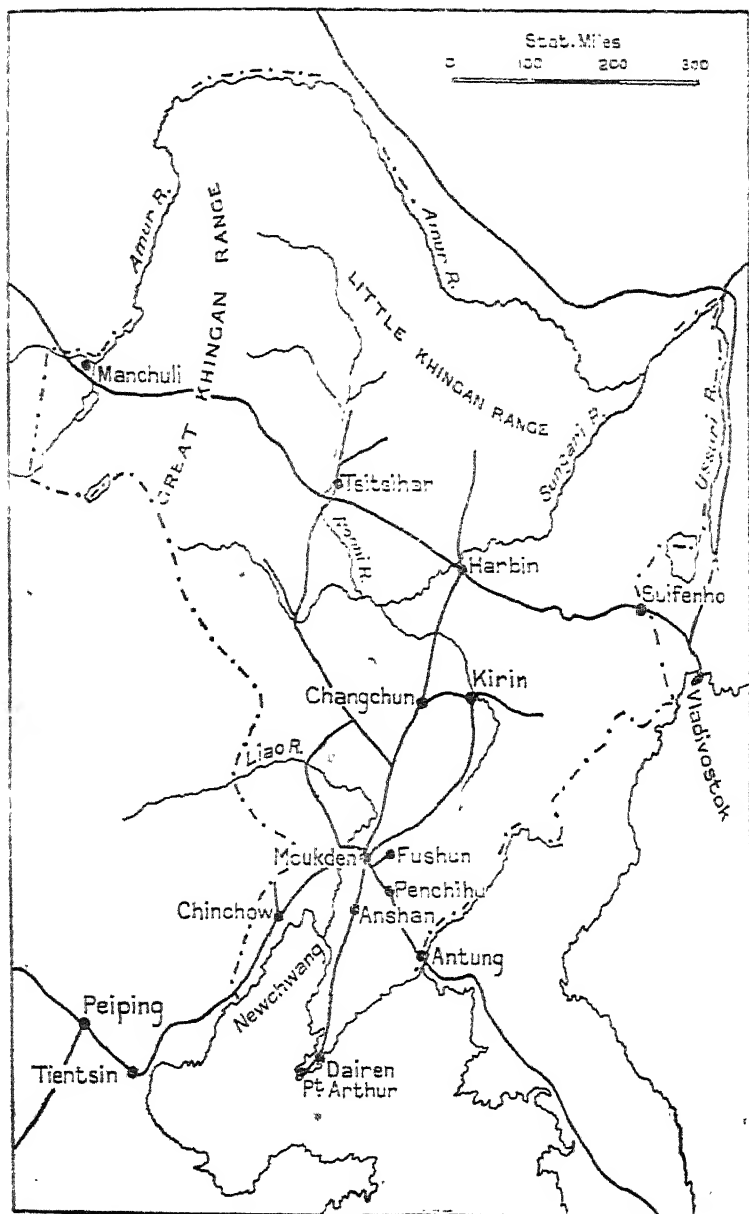 Stat. Miles
0 100 200 300
Amur R.
Amur R.
GREAT KHINGAN RANGE
LITTLE KHINGAN RANGE
Manchuli
Sungari R.
Ussuri R.
Tsitsihar
Nonni R.
Harbin
Suifenho
Changchun
Kirin
Vladivostok
Liao R.
Moukden
Fushun
Penchihu
Chinchow
Anshan
Antung
Newchwang
Peiping
Tientsin
Dairen
Pt. Arthur